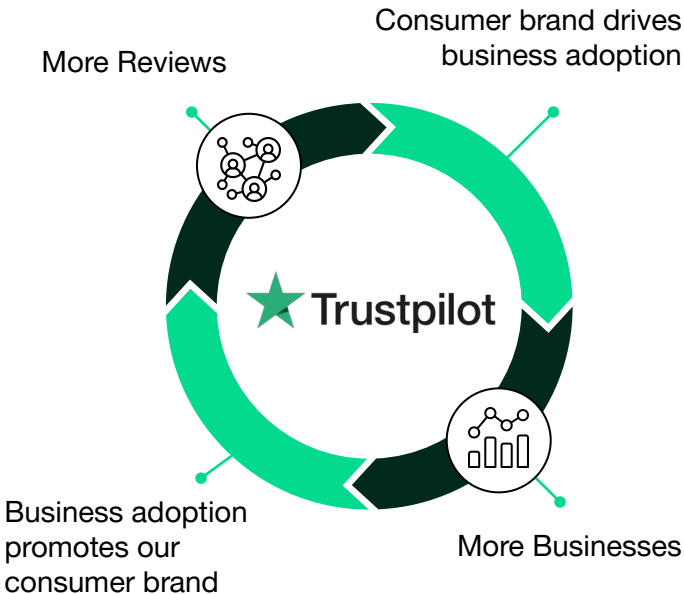 Consumer brand drives
business adoption
More Reviews
Trustpilot
Business adoption
promotes our
consumer brand
More Businesses